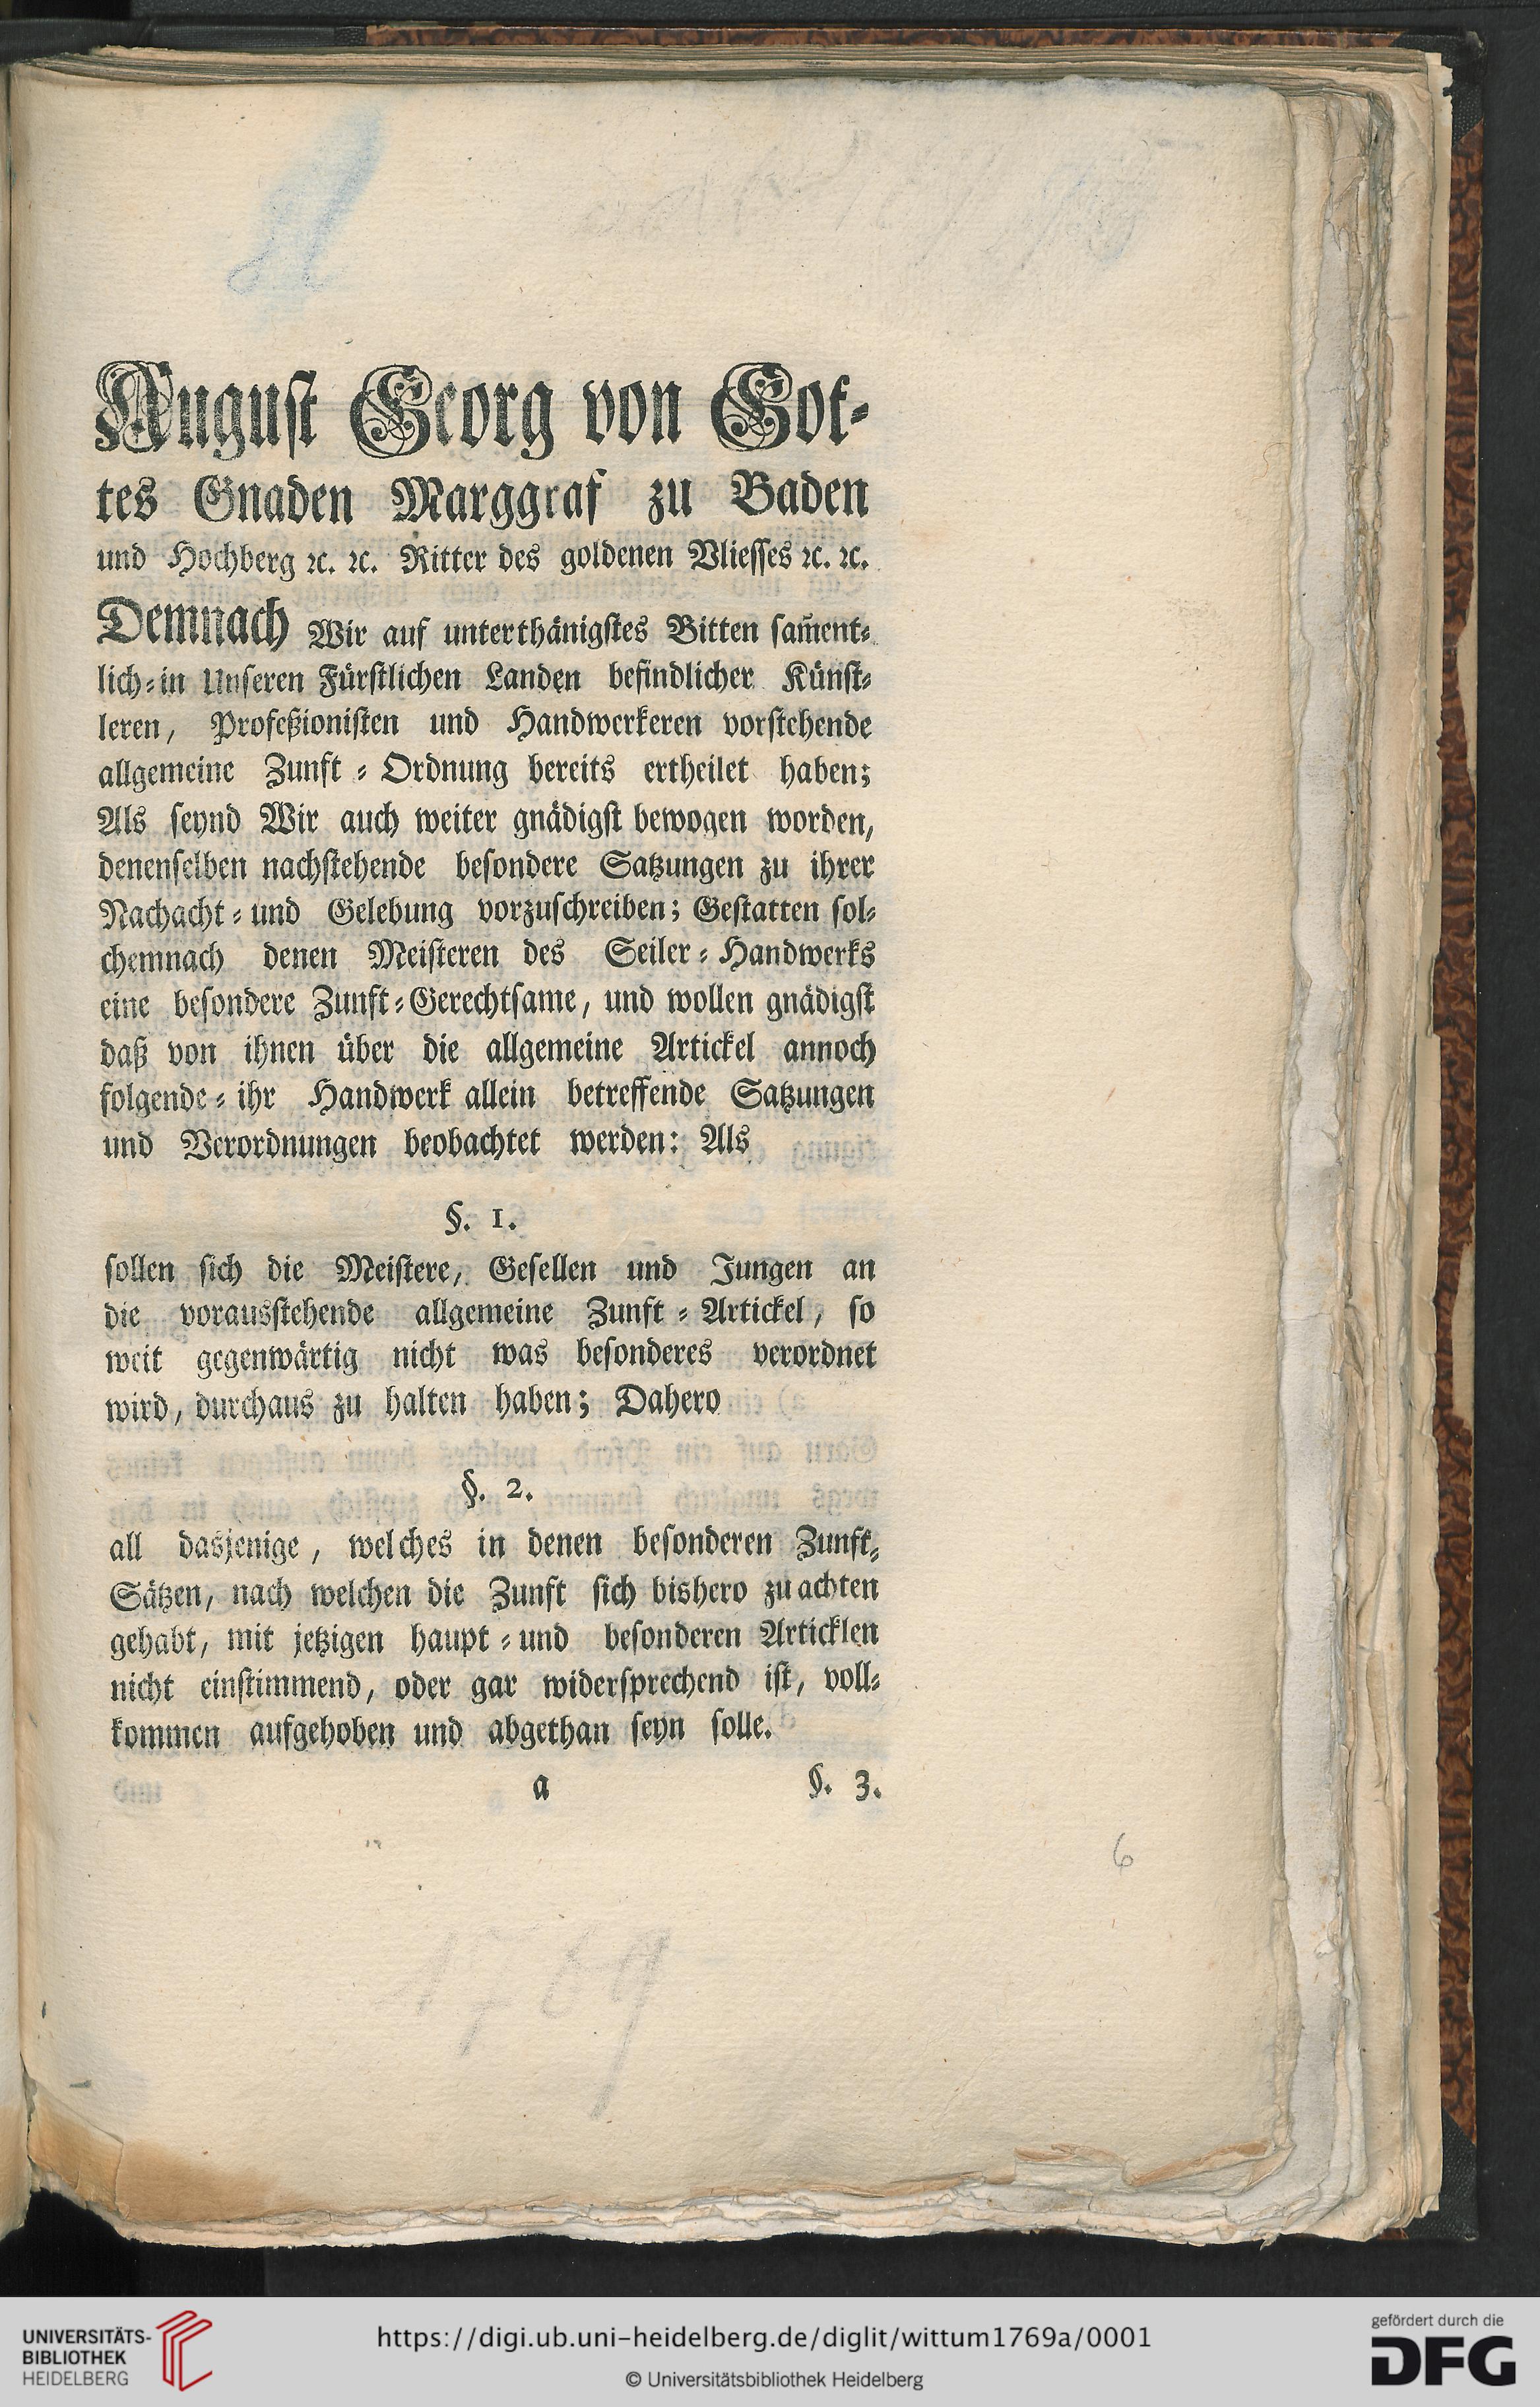 August Georg von Got-
tes Gnaden Marggraf zu Baden
und Hochberg ꝛc. ꝛc. Ritter des goldenen Vliesses ꝛc. ꝛc.
Demnach Wir auf unterthänigstes Bitten sam̄ent-
lich-in Unseren Fürstlichen Landen befindlicher Künst-
leren, Profeßionisten und Handwerkeren vorstehende
allgemeine Zunft - Ordnung bereits ertheilet haben;
Als seynd Wir auch weiter gnädigst bewogen worden,
denenselben nachstehende besondere Satzungen zu ihrer
Nachacht - und Gelebung vorzuschreiben; Gestatten sol-
chemnach denen Meisteren des Seiler - Handwerks
eine besondere Zunft-Gerechtsame, und wollen gnädigst
daß von ihnen über die allgemeine Artickel annoch
folgende - ihr Handwerk allein betreffende Satzungen
und Verordnungen beobachtet werden: Als
§. 1.
sollen sich die Meistere, Gesellen und Jungen an
die vorausstehende allgemeine Zunft - Artickel, so
weit gegenwärtig nicht was besonderes verordnet
wird, durchaus zu halten haben; Dahero
§. 2.
all dasjenige, welches in denen besonderen Zunft-
Sätzen, nach welchen die Zunft sich bishero zu achten
gehabt, mit jetzigen haupt - und besonderen Articklen
nicht einstimmend, oder gar widersprechend ist, voll-
kommen aufgehoben und abgethan seyn solle.
a §. 3.
6
1769
UNIVERSITÄTS-
BIBLIOTHEK
HEIDELBERG
https://digi.ub.uni-heidelberg.de/diglit/wittum1769a/0001
© Universitätsbibliothek Heidelberg
gefördert durch die
DFG